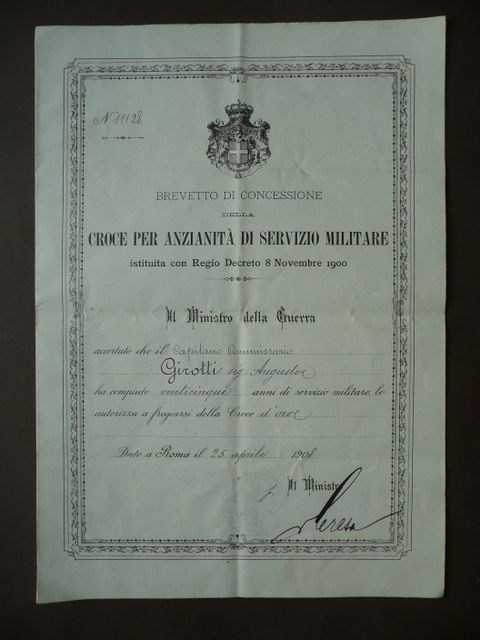 N. 11128
BREVETTO DI CONCESSIONE
DELLA
CROCE PER ANZIANITÀ DI SERVIZIO MILITARE
istituita con Regio Decreto 8 Novembre 1900
Il Ministro della Guerra
accertato che il Capitano Commissario
Girotti sig. Augusto
ha compiuto venticinque anni di servizio militare, lo
autorizza a fregiarsi della Croce d'oro
Dato a Roma il 25 aprile 1908
Il Ministro